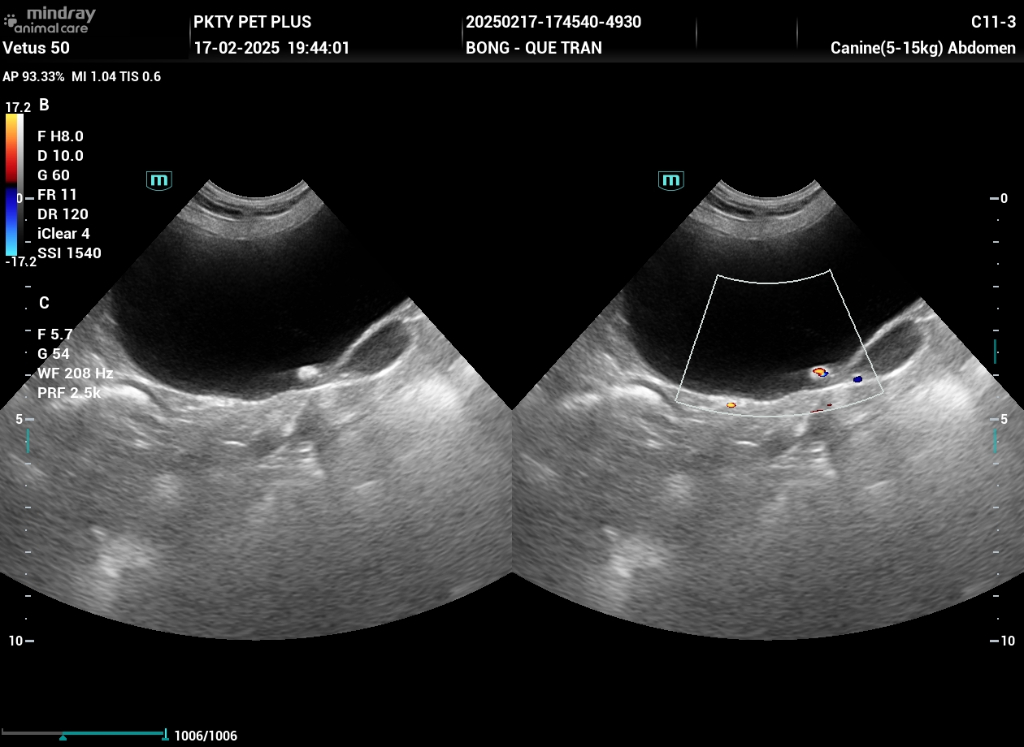 mindray
animalcare
Vetus 50
PKTY PET PLUS
17-02-2025 19:44:01
20250217-174540-4930
BONG - QUE TRAN
C11-3
Canine(5-15kg) Abdomen
AP 93.33% MI 1.04 TIS 0.6
17.2
0
-17.2
B
F H8.0
D 10.0
G 60
FR 11
DR 120
iClear 4
SSI 1540
C
F 5.7
G 54
WF 208 Hz
PRF 2.5k
5
10
m
m
0
5
10
1006/1006